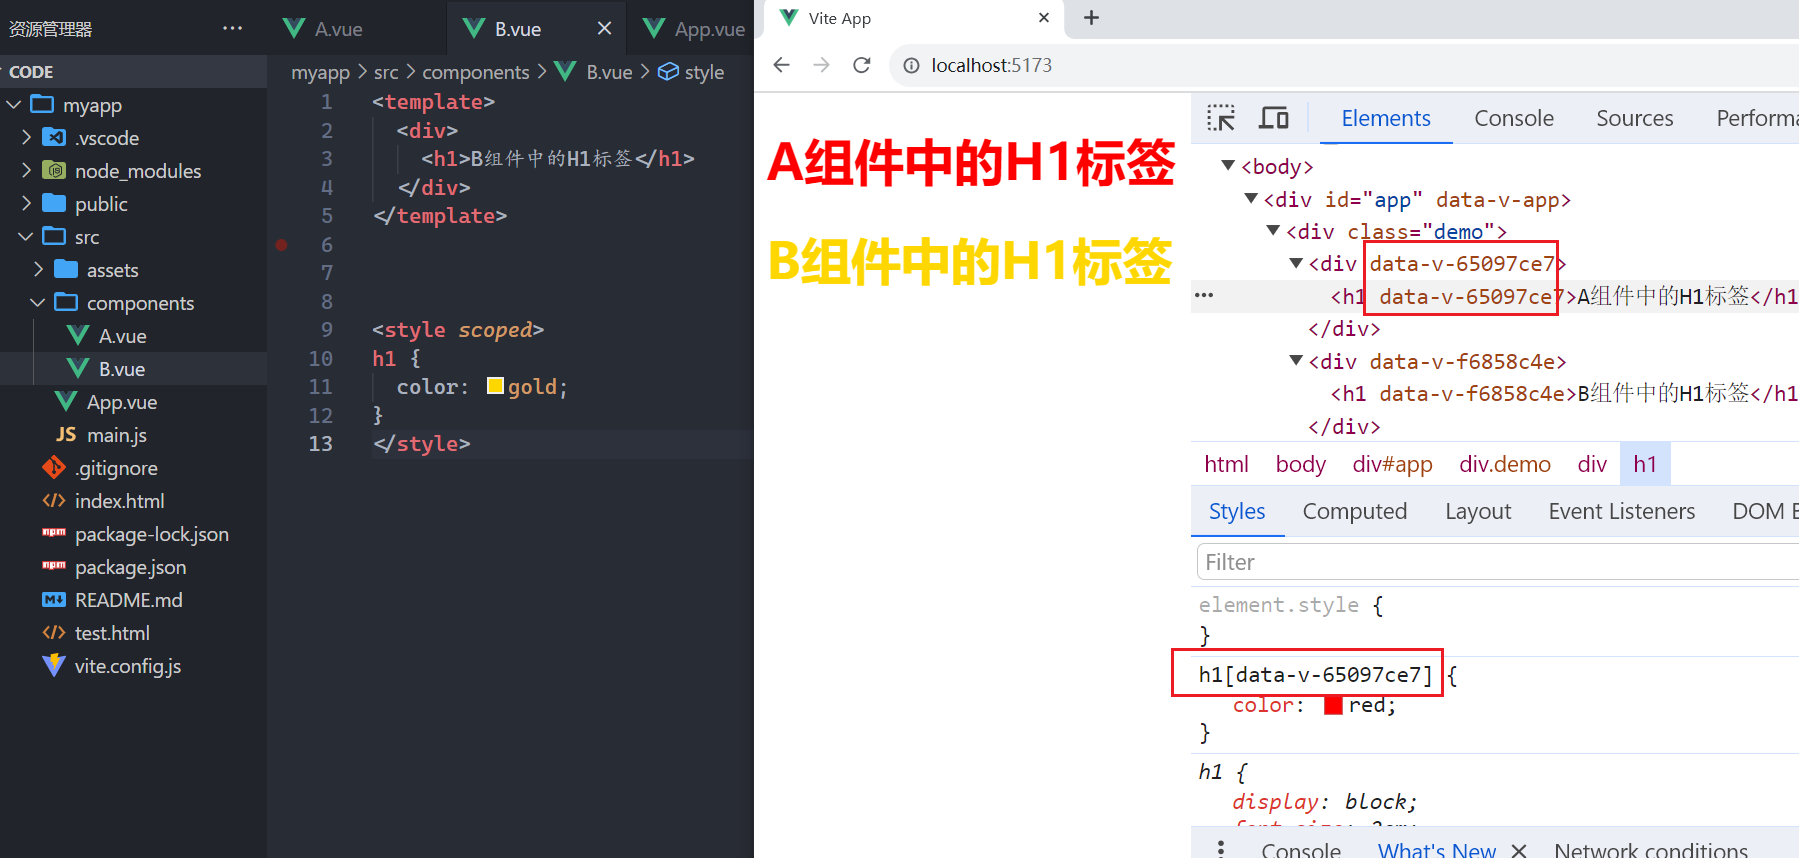 资源管理器
···
CODE
myapp
.vscode
node_modules
public
src
assets
components
A.vue
B.vue
App.vue
JS main.js
.gitignore
index.html
package-lock.json
package.json
README.md
test.html
vite.config.js
A.vue
B.vue
App.vue
myapp > src > components > B.vue > style
1 <template>
2 <div>
3 <h1>B组件中的H1标签</h1>
4 </div>
5 </template>
6
7
8
9 <style scoped>
10 h1 {
11 color: gold;
12 }
13 </style>
Vite App
localhost:5173
A组件中的H1标签
B组件中的H1标签
Elements Console Sources Performa
<body>
<div id="app" data-v-app>
<div class="demo">
<div data-v-65097ce7>
··· <h1 data-v-65097ce7>A组件中的H1标签</h1
</div>
<div data-v-f6858c4e>
<h1 data-v-f6858c4e>B组件中的H1标签</h1
</div>
html body div#app div.demo div h1
Styles Computed Layout Event Listeners DOM
Filter
element.style {
}
h1[data-v-65097ce7] {
color: red;
}
h1 {
display: block;
Console What's New Network conditions